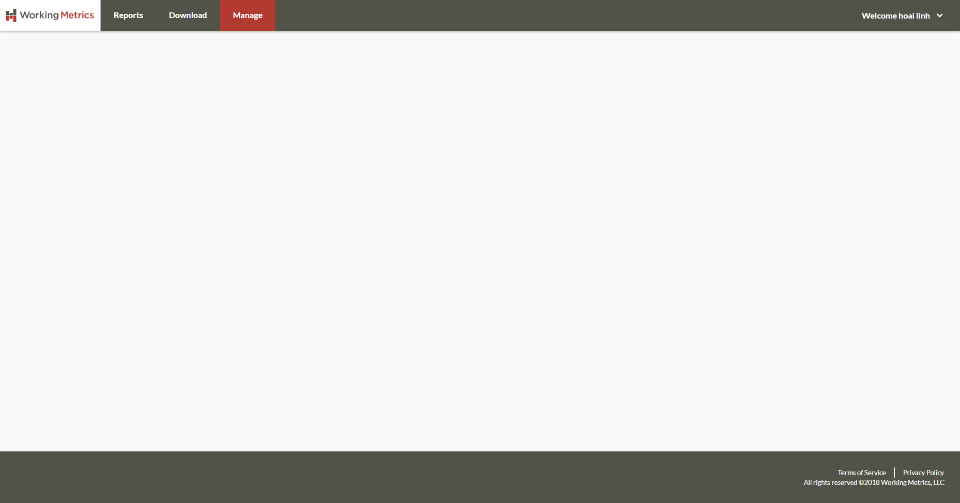 Working Metrics
Reports
Download
Manage
Welcome hoai linh
Terms of Service
Privacy Policy
All rights reserved ©2018 Working Metrics, LLC